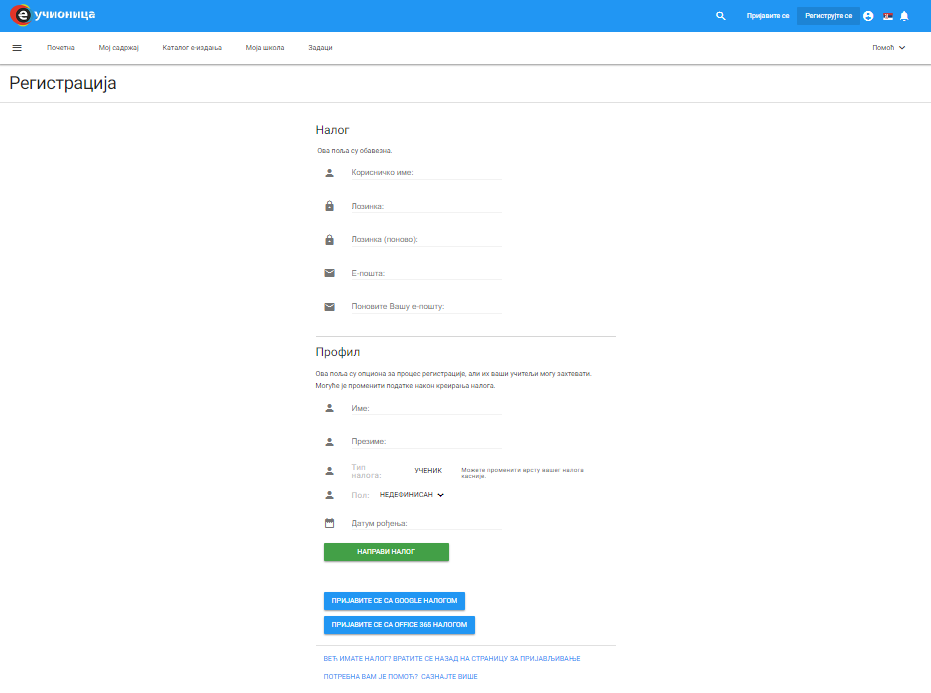 е учионица
Пријавите се
Региструјте се
Почетна
Мој садржај
Каталог е-издања
Моја школа
Задаци
Помоћ
Регистрација
Налог
Ова поља су обавезна.
Корисничко име:
Лозинка:
Лозинка (поново):
Е-пошта:
Поновите Вашу е-пошту:
Профил
Ова поља су опциона за процес регистрације, али их ваши учитељи могу захтевати.
Могуће је променити податке након креирања налога.
Име:
Презиме:
Тип
налога:
УЧЕНИК
Можете променити врсту вашег налога
касније.
Пол:
НЕДЕФИНИСАН
Датум рођења:
НАПРАВИ НАЛОГ
ПРИЈАВИТЕ СЕ СА GOOGLE НАЛОГОМ
ПРИЈАВИТЕ СЕ СА OFFICE 365 НАЛОГОМ
ВЕЋ ИМАТЕ НАЛОГ? ВРАТИТЕ СЕ НАЗАД НА СТРАНИЦУ ЗА ПРИЈАВЉИВАЊЕ
ПОТРЕБНА ВАМ ЈЕ ПОМОЋ? САЗНАЈТЕ ВИШЕ